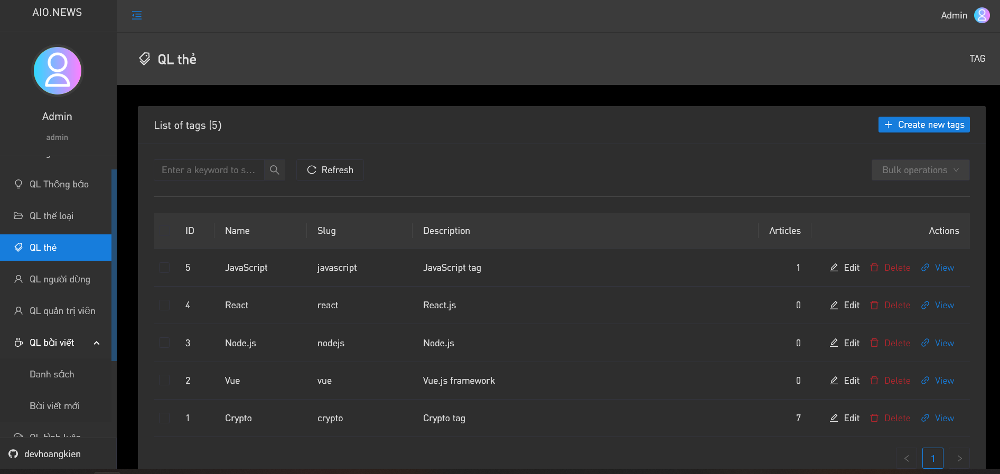 AIO.NEWS
Admin
Admin
admin
QL Thông báo
QL thể loại
QL thẻ
QL người dùng
QL quản trị viên
QL bài viết
Danh sách
Bài viết mới
QL bình luận
devhoangkien
QL thẻ
TAG
List of tags (5)
Create new tags
Enter a keyword to s...
Refresh
Bulk operations
ID Name Slug Description Articles Actions
5 JavaScript javascript JavaScript tag 1 Edit Delete View
4 React react React.js 0 Edit Delete View
3 Node.js nodejs Node.js 0 Edit Delete View
2 Vue vue Vue.js framework 0 Edit Delete View
1 Crypto crypto Crypto tag 7 Edit Delete View
1